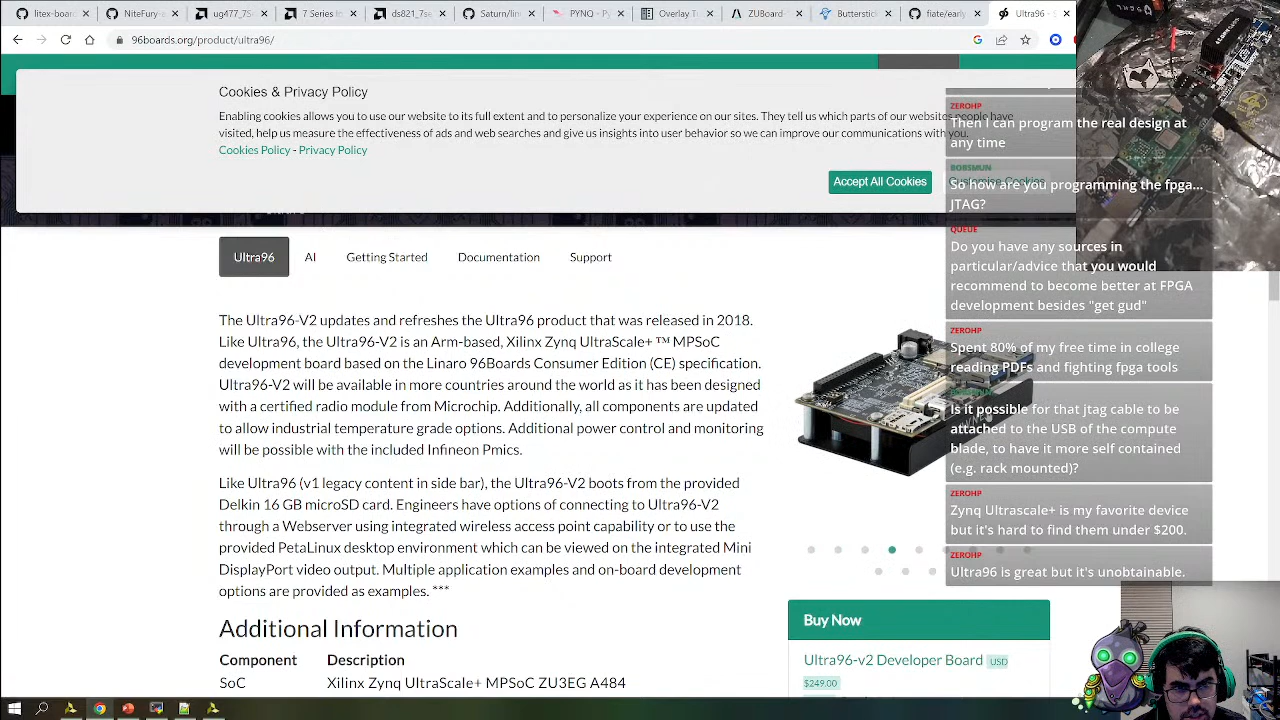 litex-boar
NiteFury-e
ug477_7S
7 Series I
ds821_7se
Saturn/lin
PYNQ - P
Overlay T
ZUBoard-
Butterstick
fiate/early
Ultra96 - 
96boards.org/product/ultra96/
Cookies & Privacy Policy
Enabling cookies allows you to use our website to its full extent and to personalize your experience on our sites. They tell us which parts of our websites people have
visited, help us measure the effectiveness of ads and web searches and give us insights into user behavior so we can improve our communications with you.
Cookies Policy - Privacy Policy
Accept All Cookies
Customise Cookies
Ultra96
AI
Getting Started
Documentation
Support
The Ultra96-V2 updates and refreshes the Ultra96 product that was released in 2018.
Like Ultra96, the Ultra96-V2 is an Arm-based, Xilinx Zynq UltraScale+ ™ MPSoC
development board based on the Linaro 96Boards Consumer Edition (CE) specification.
Ultra96-V2 will be available in more countries around the world as it has been designed
with a certified radio module from Microchip. Additionally, all components are updated
to allow industrial temperature grade options. Additional power control and monitoring
will be possible with the included Infineon Pmics.
Like Ultra96 (v1 legacy content in side bar), the Ultra96-V2 boots from the provided
Delkin 16 GB microSD card. Engineers have options of connecting to Ultra96-V2
through a Webserver using integrated wireless access point capability or to use the
provided PetaLinux desktop environment which can be viewed on the integrated Mini
DisplayPort video output. Multiple application examples and on-board development
options are provided as examples. ***
Additional Information
Component Description
SoC Xilinx Zynq UltraScale+ MPSoC ZU3EG A484
Buy Now
Ultra96-v2 Developer Board USD
$249.00
ZEROHP
Then I can program the real design at
any time
BOBSMUN
So how are you programming the fpga...
JTAG?
QUEUE
Do you have any sources in
particular/advice that you would
recommend to become better at FPGA
development besides "get gud"
ZEROHP
Spent 80% of my free time in college
reading PDFs and fighting fpga tools
BOBSMUN
Is it possible for that jtag cable to be
attached to the USB of the compute
blade, to have it more self contained
(e.g. rack mounted)?
ZEROHP
Zynq Ultrascale+ is my favorite device
but it's hard to find them under $200.
ZEROHP
Ultra96 is great but it's unobtainable.